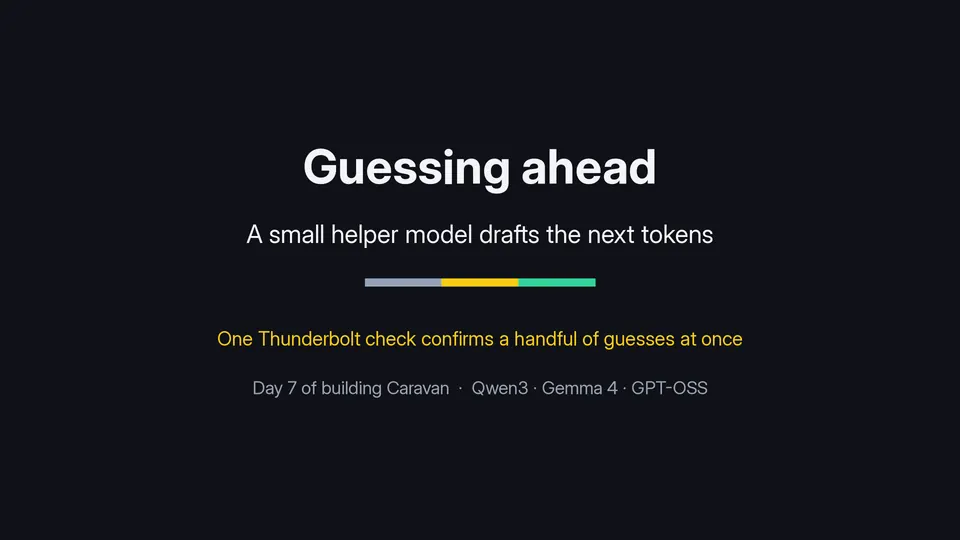 Guessing ahead
A small helper model drafts the next tokens
One Thunderbolt check confirms a handful of guesses at once
Day 7 of building Caravan · Qwen3 · Gemma 4 · GPT-OSS